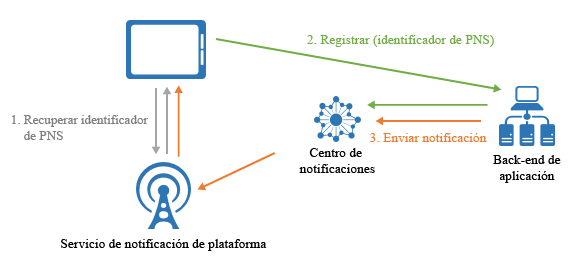 2. Registrar (identificador de PNS)
1. Recuperar identificador
de PNS
3. Enviar notificación
Centro de
notificaciones
Back-end de
aplicación
Servicio de notificación de plataforma